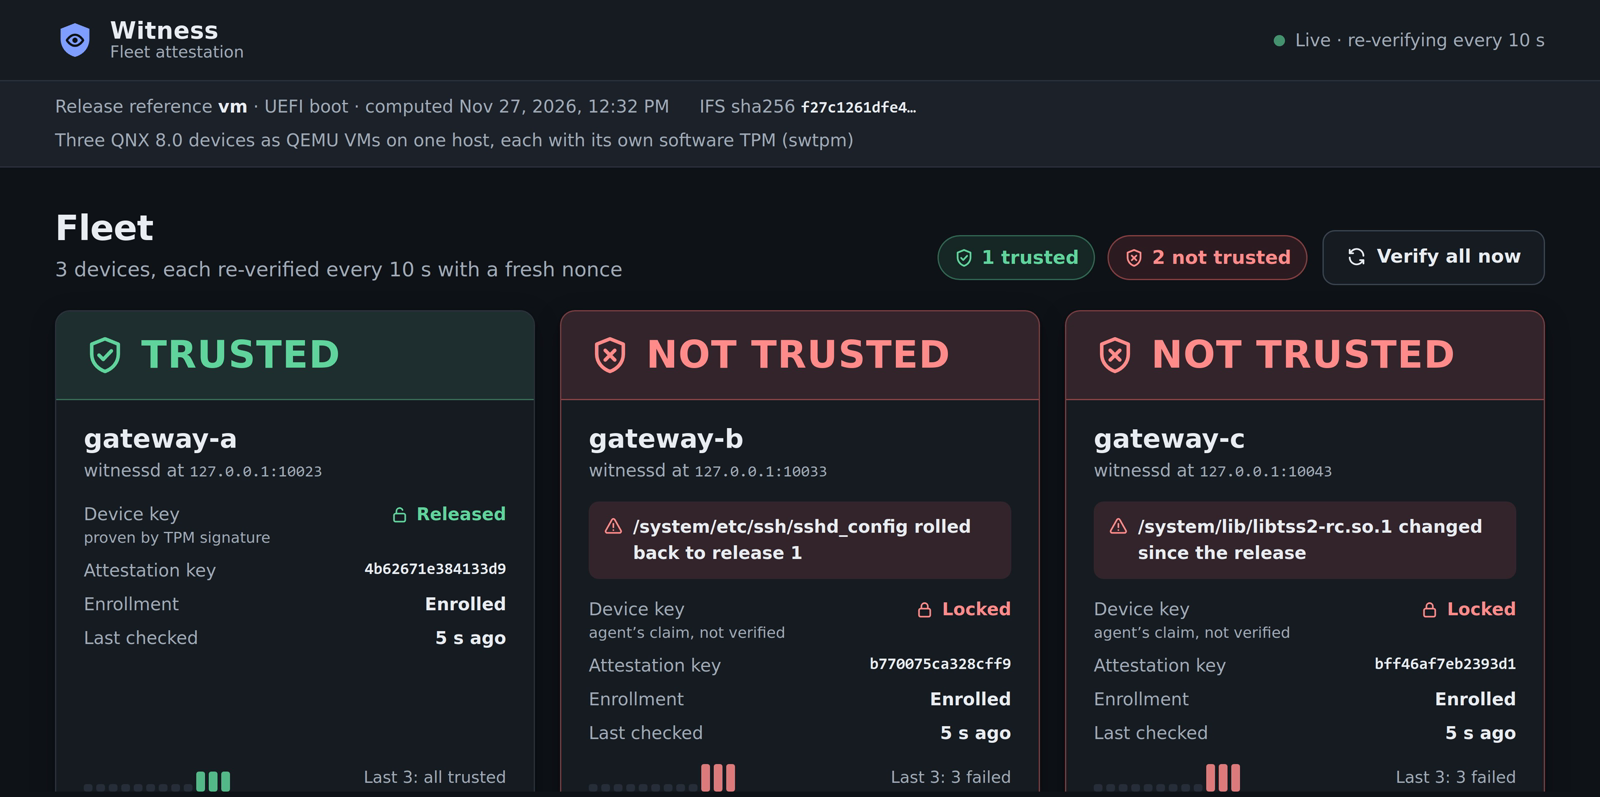 Witness
Fleet attestation
Live · re-verifying every 10 s
Release reference vm · UEFI boot · computed Nov 27, 2026, 12:32 PM IFS sha256 f27c1261dfe4…
Three QNX 8.0 devices as QEMU VMs on one host, each with its own software TPM (swtpm)
Fleet
3 devices, each re-verified every 10 s with a fresh nonce
1 trusted
2 not trusted
Verify all now
TRUSTED
gateway-a
witnessd at 127.0.0.1:10023
Device key Released
proven by TPM signature
Attestation key 4b62671e384133d9
Enrollment Enrolled
Last checked 5 s ago
Last 3: all trusted
NOT TRUSTED
gateway-b
witnessd at 127.0.0.1:10033
/system/etc/ssh/sshd_config rolled
back to release 1
Device key Locked
agent’s claim, not verified
Attestation key b770075ca328cff9
Enrollment Enrolled
Last checked 5 s ago
Last 3: 3 failed
NOT TRUSTED
gateway-c
witnessd at 127.0.0.1:10043
/system/lib/libtss2-rc.so.1 changed
since the release
Device key Locked
agent’s claim, not verified
Attestation key bff46af7eb2393d1
Enrollment Enrolled
Last checked 5 s ago
Last 3: 3 failed